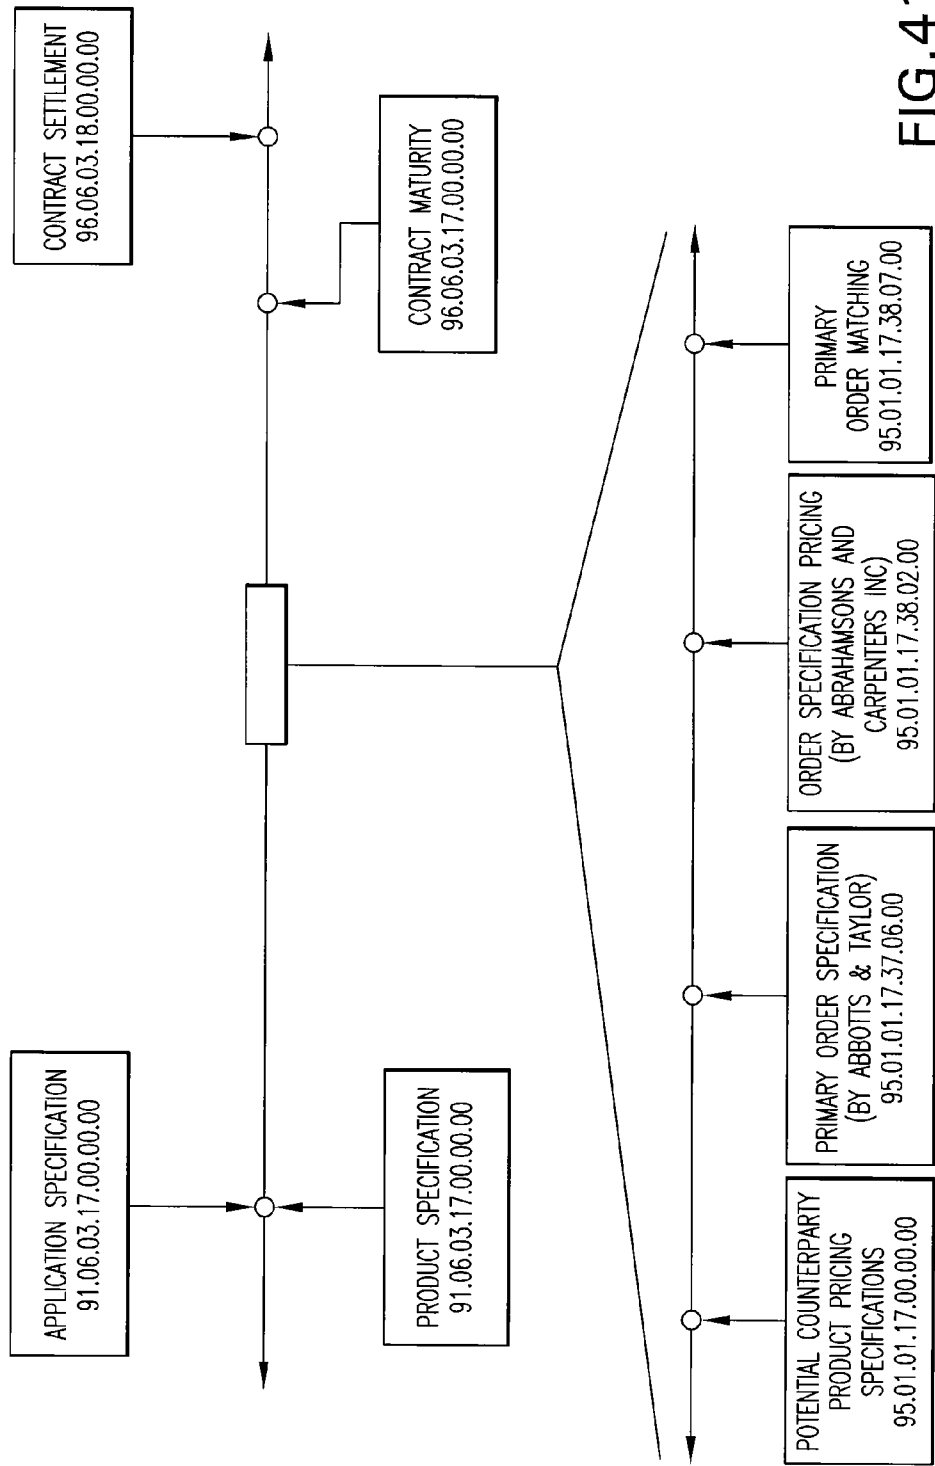 APPLICATION SPECIFICATION
91.06.03.17.00.00.00
CONTRACT SETTLEMENT
96.06.03.18.00.00.00
PRODUCT SPECIFICATION
91.06.03.17.00.00.00
CONTRACT MATURITY
96.06.03.17.00.00.00
POTENTIAL COUNTERPARTY
PRODUCT PRICING
SPECIFICATIONS
95.01.01.17.00.00.00
PRIMARY ORDER SPECIFICATION
(BY ABBOTTS & TAYLOR)
95.01.01.17.37.06.00
ORDER SPECIFICATION PRICING
(BY ABRAHAMSONS AND
CARPENTERS INC)
95.01.01.17.38.02.00
PRIMARY
ORDER MATCHING
95.01.01.17.38.07.00